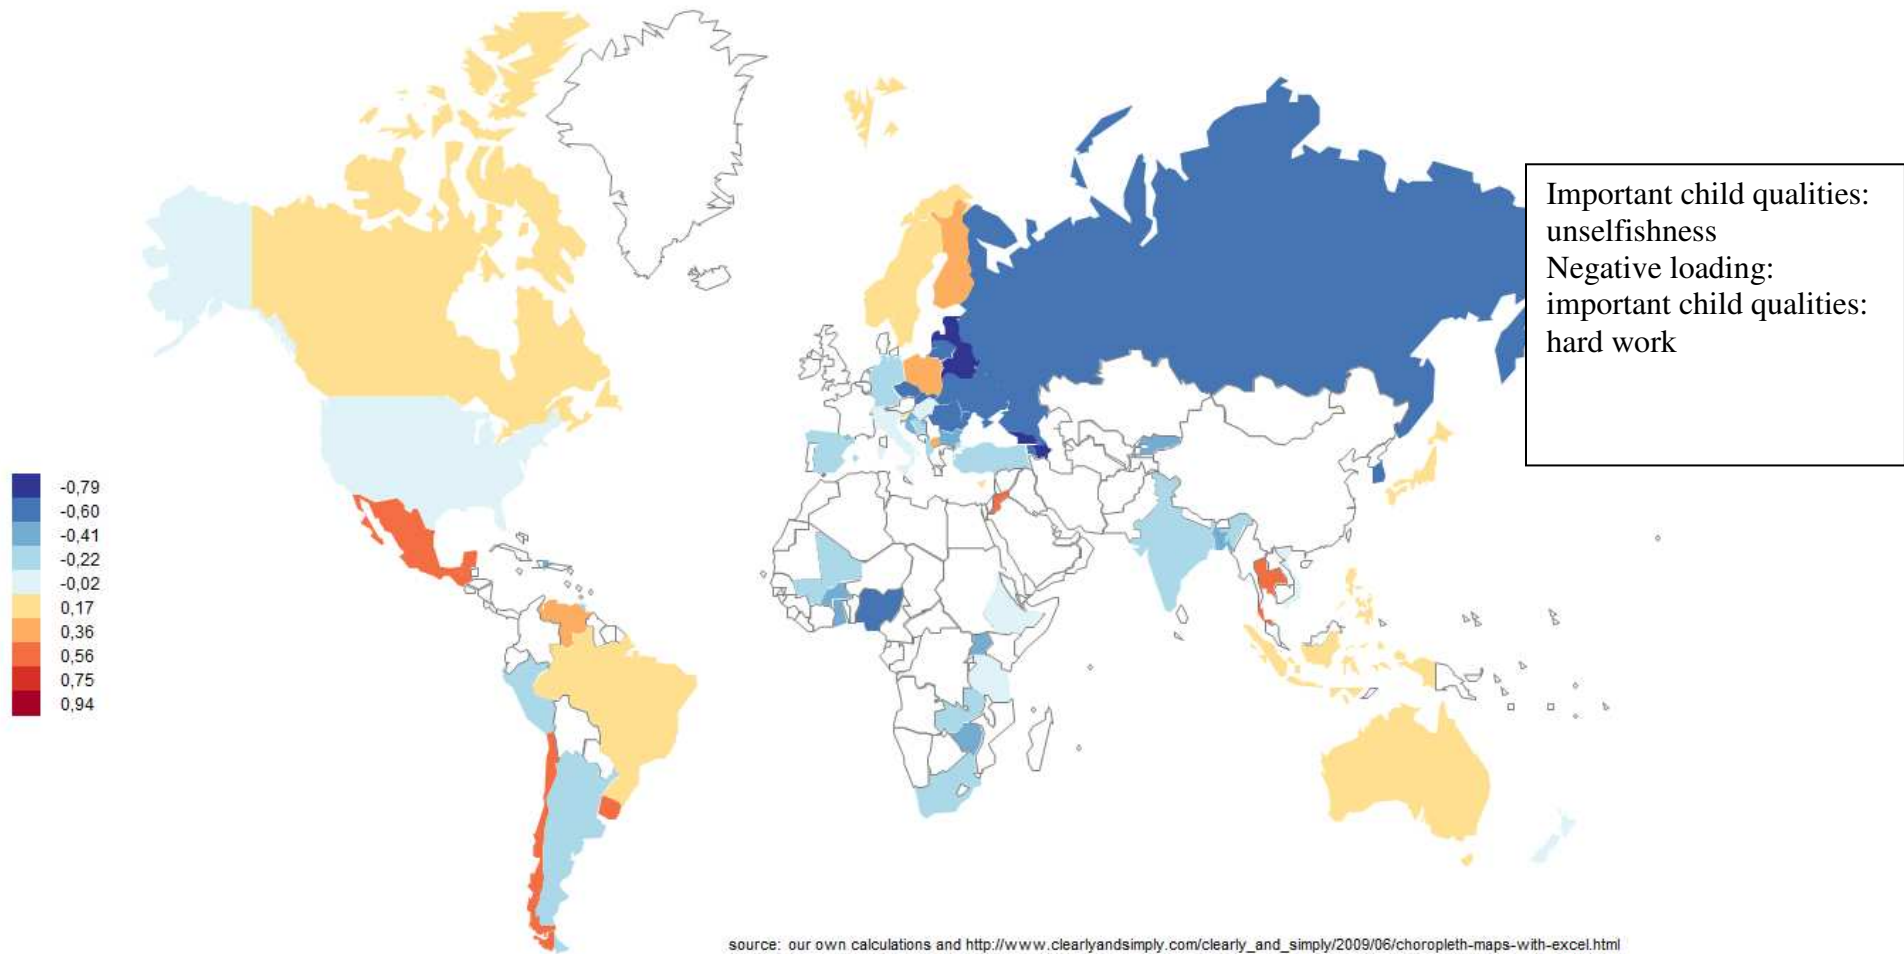 Important child qualities:
unselfishness
Negative loading:
important child qualities:
hard work
-0,79
-0,60
-0,41
-0,22
-0,02
0,17
0,36
0,56
0,75
0,94
source: our own calculations and http://www.clearlyandsimply.com/clearly_and_simply/2009/06/choropleth-maps-with-excel.html